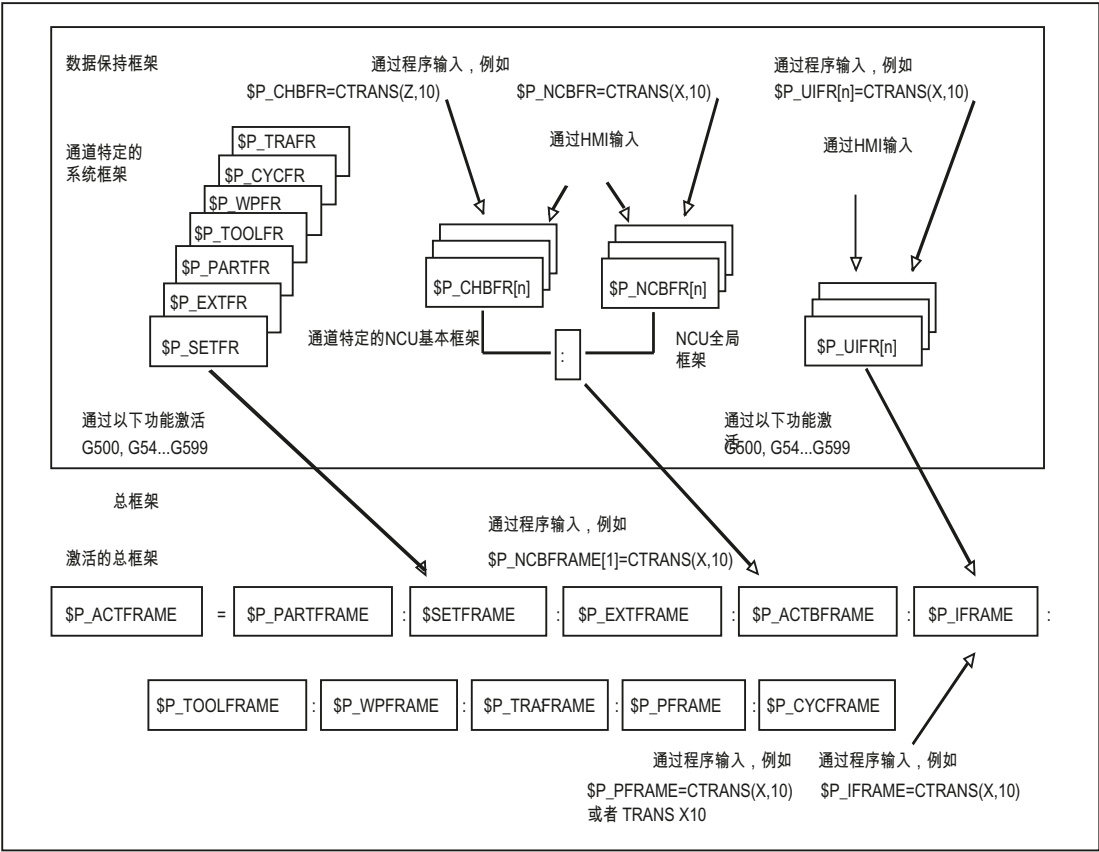 数据保持框架
通过程序输入，例如
$P_CHBFR=CTRANS(Z,10)
$P_NCBFR=CTRANS(X,10)
通过程序输入，例如
$P_UIFR[n]=CTRANS(X,10)
通道特定的
系统框架
通过HMI输入
通过HMI输入
$P_TRAFR
$P_CYCFR
$P_WPFR
$P_TOOLFR
$P_PARTFR
$P_EXTFR
$P_SETFR
$P_CHBFR[n]
$P_NCBFR[n]
$P_UIFR[n]
通道特定的NCU基本框架
:
NCU全局
框架
通过以下功能激活
G500, G54...G599
通过以下功能激
活
G500, G54...G599
总框架
通过程序输入，例如
$P_NCBFRAME[1]=CTRANS(X,10)
激活的总框架
$P_ACTFRAME = $P_PARTFRAME : $SETFRAME : $P_EXTFRAME : $P_ACTBFRAME : $P_IFRAME :
$P_TOOLFRAME : $P_WPFRAME : $P_TRAFRAME : $P_PFRAME : $P_CYCFRAME
通过程序输入，例如
$P_PFRAME=CTRANS(X,10)
或者 TRANS X10
通过程序输入，例如
$P_IFRAME=CTRANS(X,10)